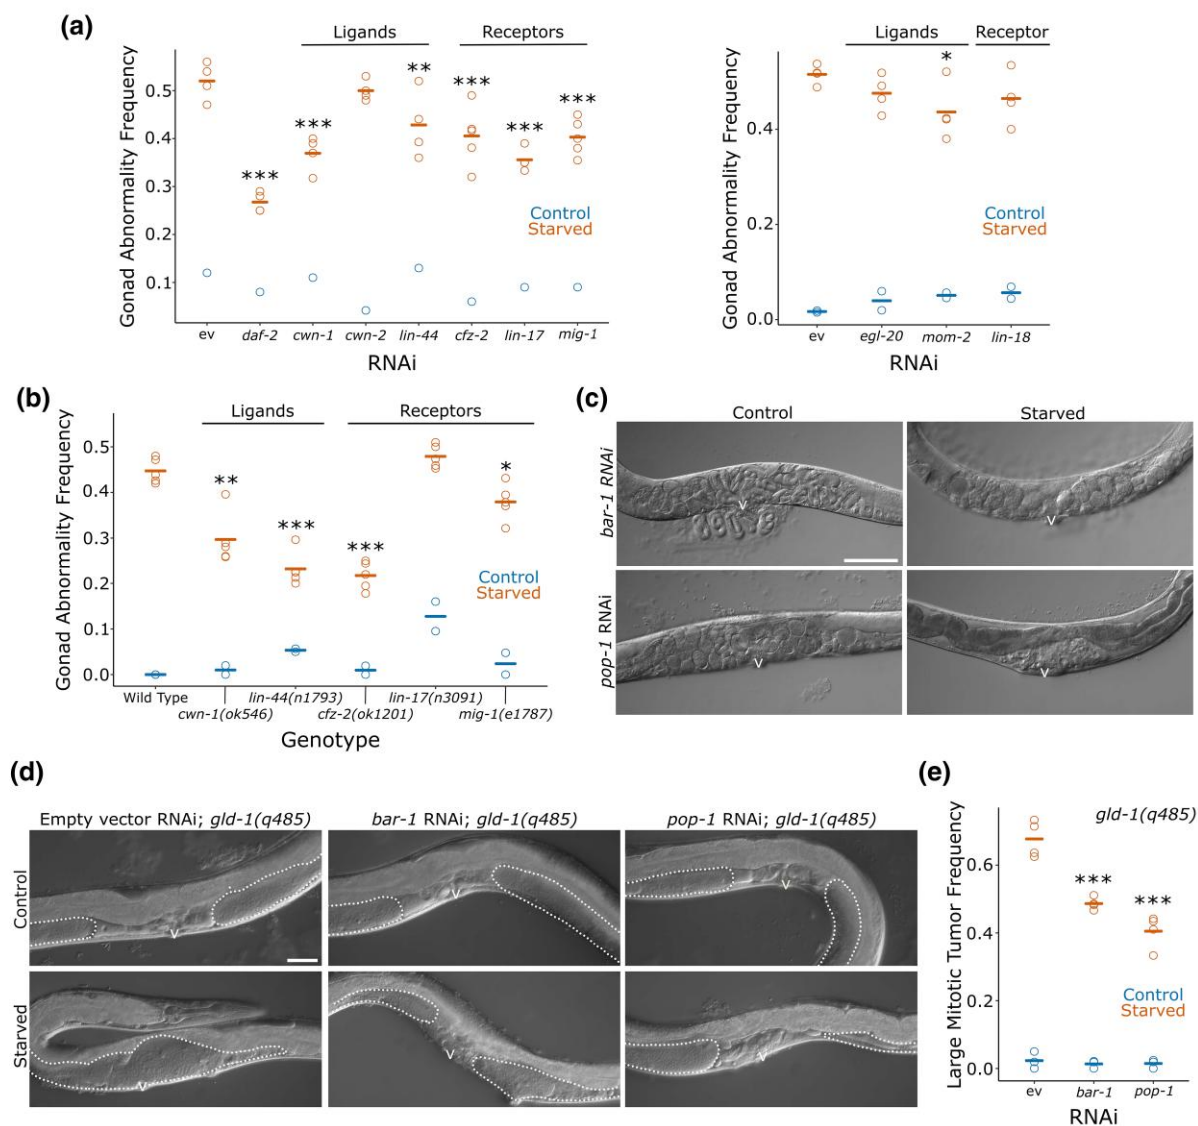 (a)
Ligands Receptors
Gonad Abnormality Frequency
0.5
0.4
0.3
0.2
0.1
*** *** ** *** *** ***
Control
Starved
ev daf-2 cwn-1 cwn-2 lin-44 cfz-2 lin-17 mig-1
RNAi
Ligands Receptor
Gonad Abnormality Frequency
0.4
0.2
0.0
*
Control
Starved
ev egl-20 mom-2 lin-18
RNAi
(b)
Ligands Receptors
Gonad Abnormality Frequency
0.5
0.4
0.3
0.2
0.1
0.0
** *** *** *
Control
Starved
Wild Type lin-44(n1793) lin-17(n3091)
cwn-1(ok546) cfz-2(ok1201) mig-1(e1787)
Genotype
(c)
Control Starved
bar-1 RNAi
v v
pop-1 RNAi
v v
(d)
Empty vector RNAi; gld-1(q485) bar-1 RNAi; gld-1(q485) pop-1 RNAi; gld-1(q485)
Control
v v v
Starved
v v v
(e)
gld-1(q485)
Large Mitotic Tumor Frequency
0.6
0.4
0.2
0.0
*** ***
Control
Starved
ev bar-1 pop-1
RNAi